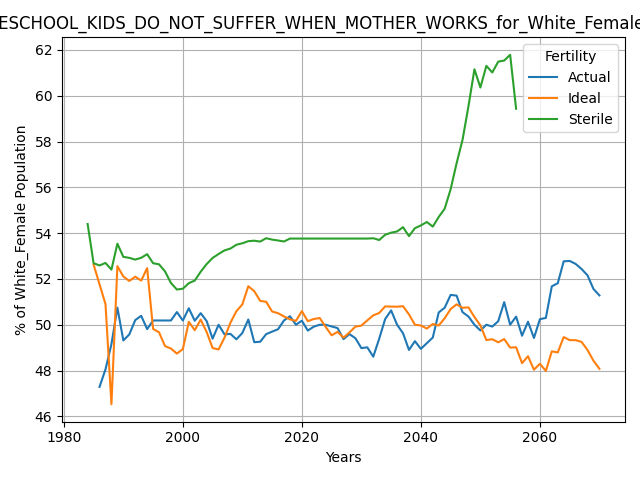 ESCHOOL_KIDS_DO_NOT_SUFFER_WHEN_MOTHER_WORKS_for_White_Female
% of White_Female Population
62
60
58
56
54
52
50
48
46
Fertility
Actual
Ideal
Sterile
1980
2000
2020
2040
2060
Years